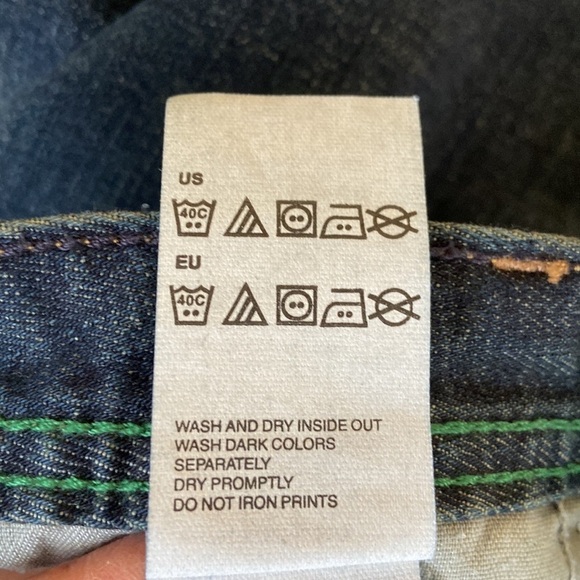 US
40C
EU
40C
WASH AND DRY INSIDE OUT
WASH DARK COLORS
SEPARATELY
DRY PROMPTLY
DO NOT IRON PRINTS